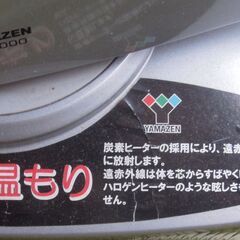 AZEN
000
YAMAZEN
温もり
炭素ヒーターの採用により、遠赤
に放射します。
遠赤外線は体を芯からすばやく
ハロゲンヒーターのような眩しさ